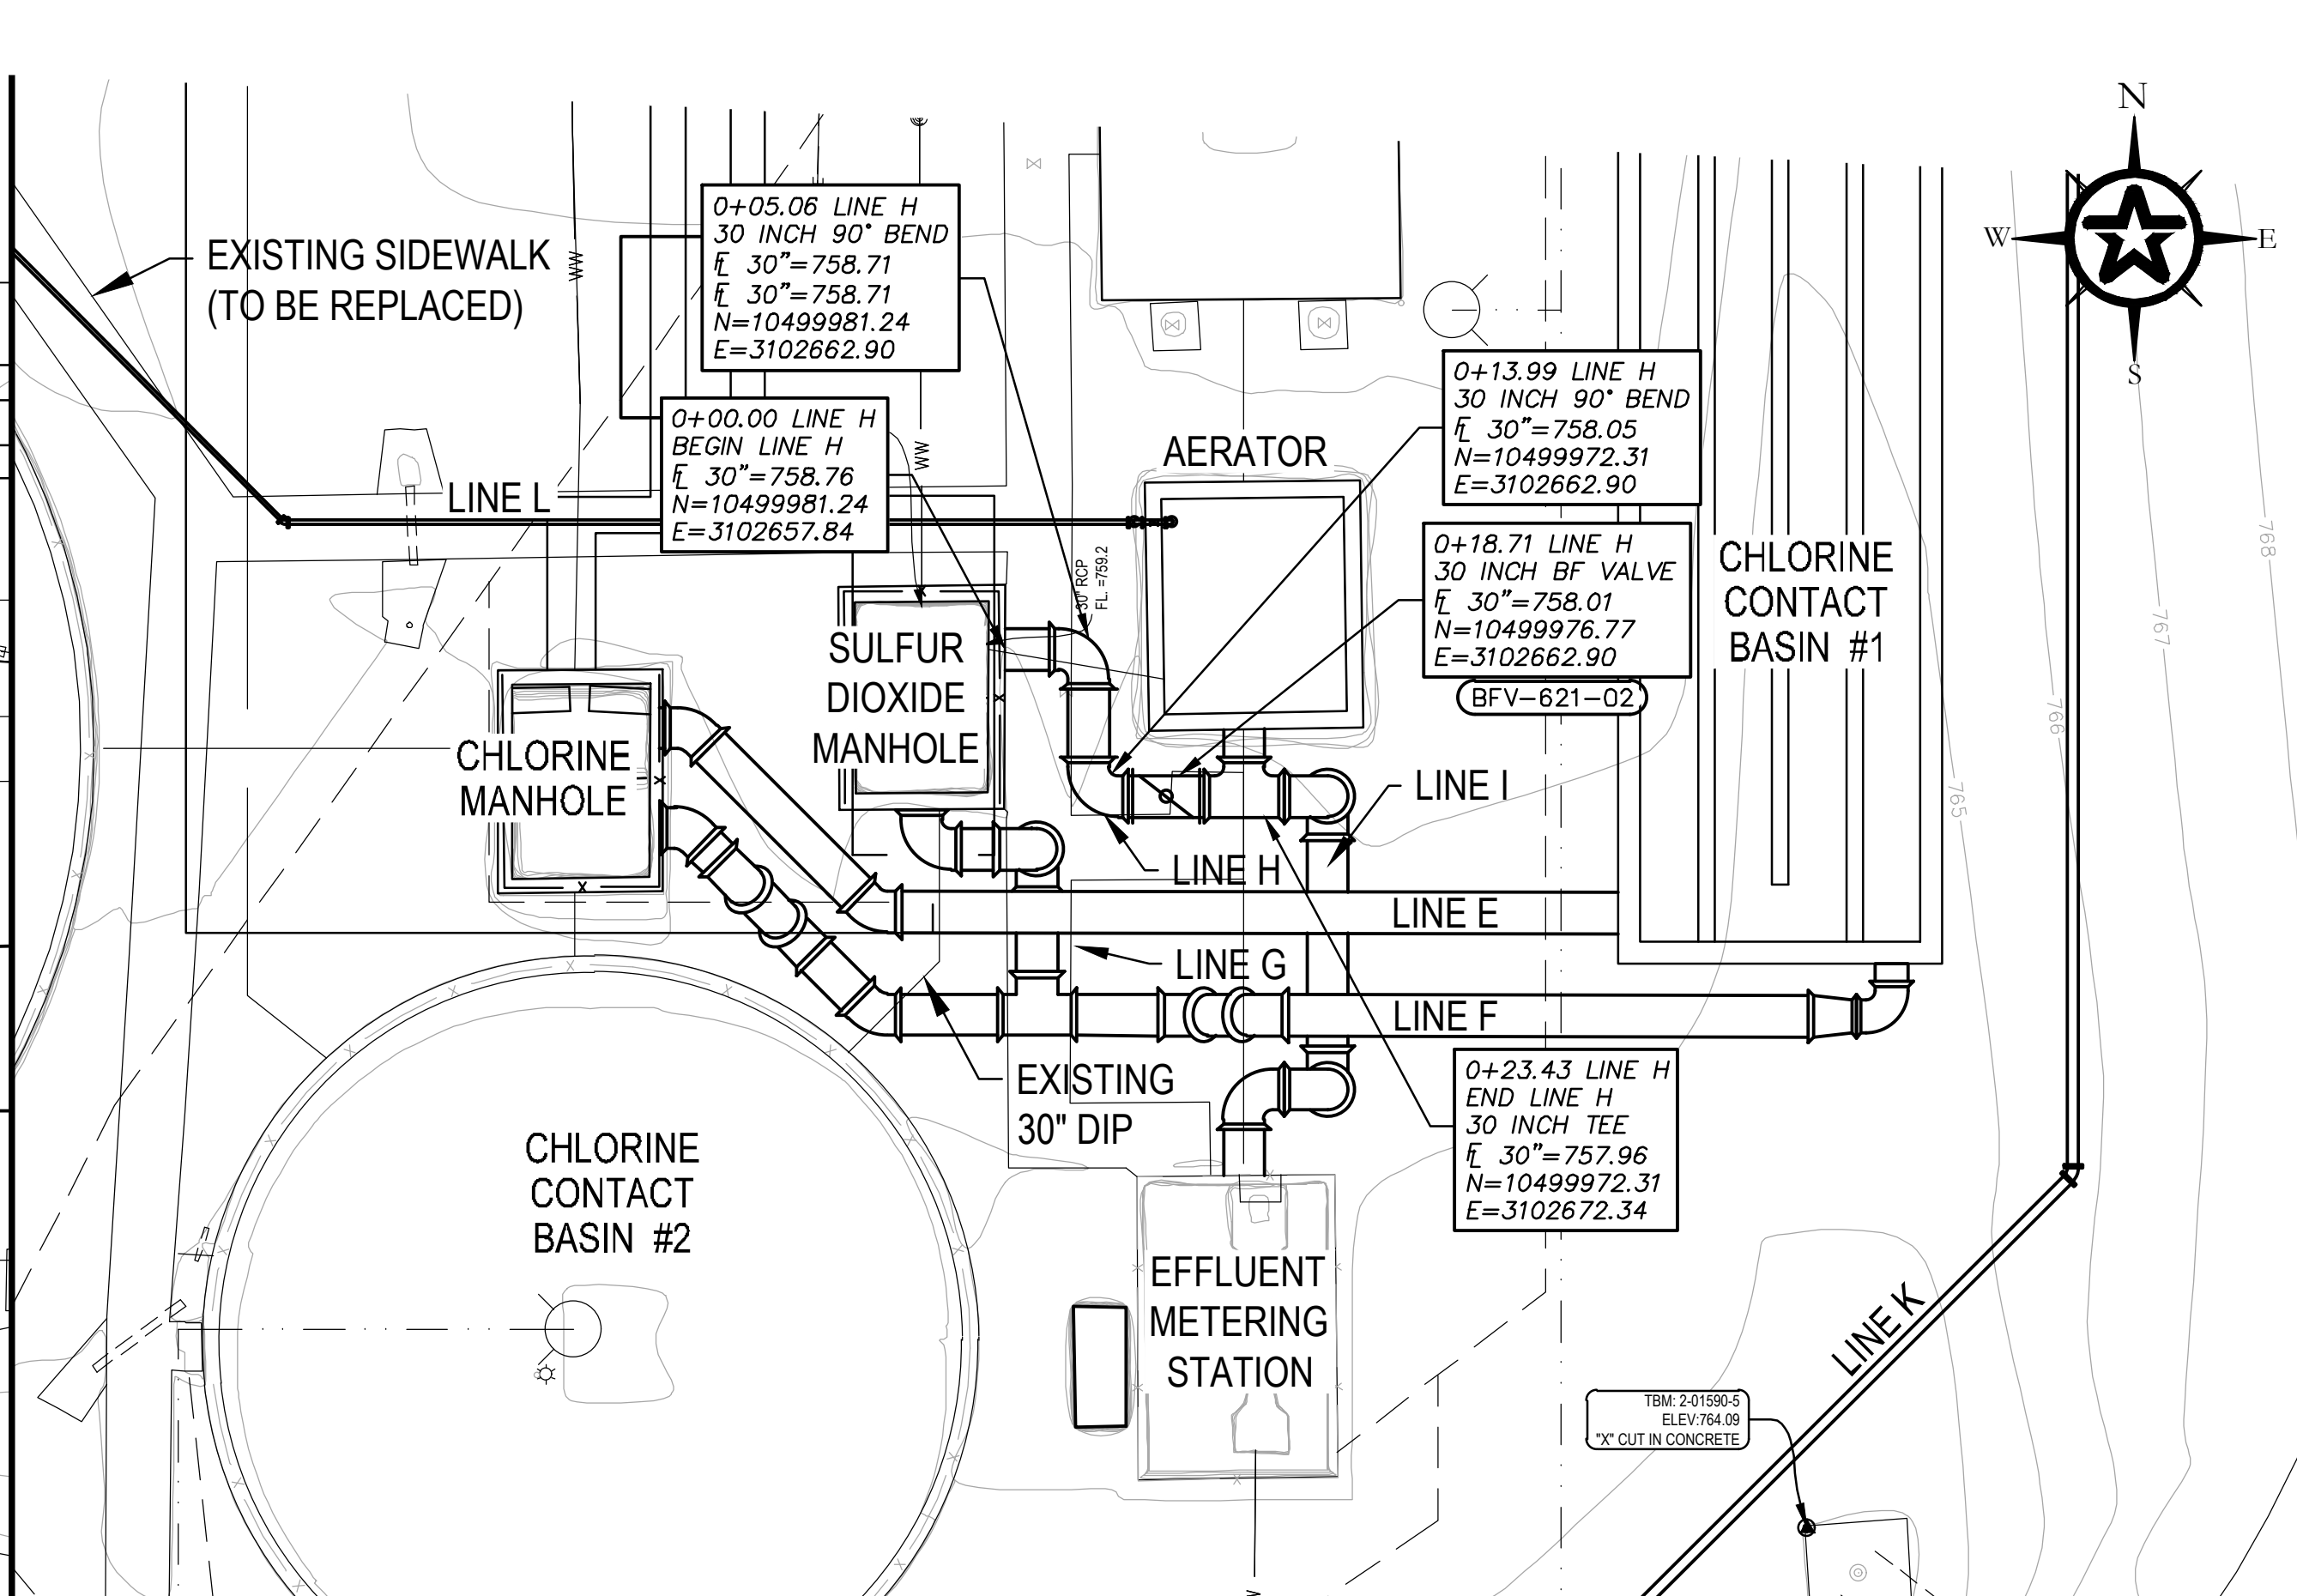 N
W
E
S
EXISTING SIDEWALK
(TO BE REPLACED)
WW
0+05.06 LINE H
30 INCH 90° BEND
FL 30"=758.71
FL 30"=758.71
N=10499981.24
E=3102662.90
0+00.00 LINE H
BEGIN LINE H
FL 30"=758.76
N=10499981.24
E=3102657.84
WW
LINE L
AERATOR
0+13.99 LINE H
30 INCH 90° BEND
FL 30"=758.05
N=10499972.31
E=3102662.90
0+18.71 LINE H
30 INCH BF VALVE
FL 30"=758.01
N=10499976.77
E=3102662.90
BFV-621-02
CHLORINE
CONTACT
BASIN #1
768
767
766
765
30" RCP
FL. =759.2
SULFUR
DIOXIDE
MANHOLE
CHLORINE
MANHOLE
LINE I
LINE H
LINE E
LINE G
LINE F
EXISTING
30" DIP
0+23.43 LINE H
END LINE H
30 INCH TEE
FL 30"=757.96
N=10499972.31
E=3102672.34
CHLORINE
CONTACT
BASIN #2
EFFLUENT
METERING
STATION
LINE K
TBM: 2-01590-5
ELEV:764.09
"X" CUT IN CONCRETE